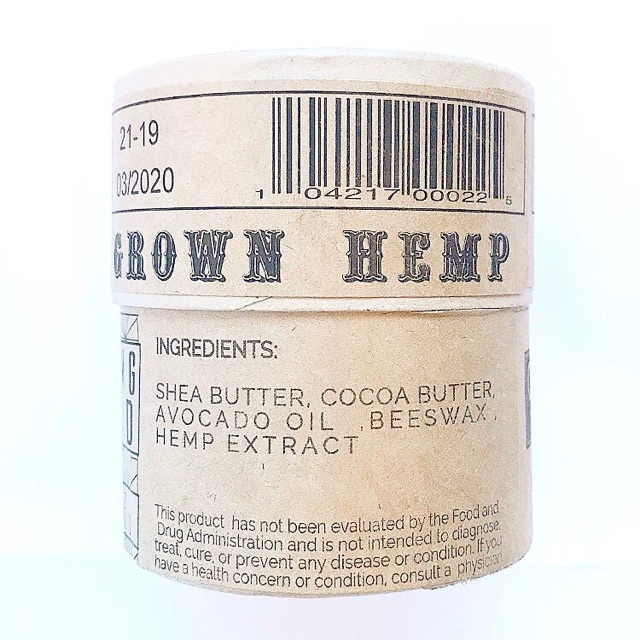 21-19
03/2020
1 04217 00022 5
GROWN HEMP
INGREDIENTS:
SHEA BUTTER, COCOA BUTTER,
AVOCADO OIL ,BEESWAX ,
HEMP EXTRACT
This product has not been evaluated by the Food and
Drug Administration and is not intended to diagnose,
treat, cure, or prevent any disease or condition. If you
have a health concern or condition, consult a physician